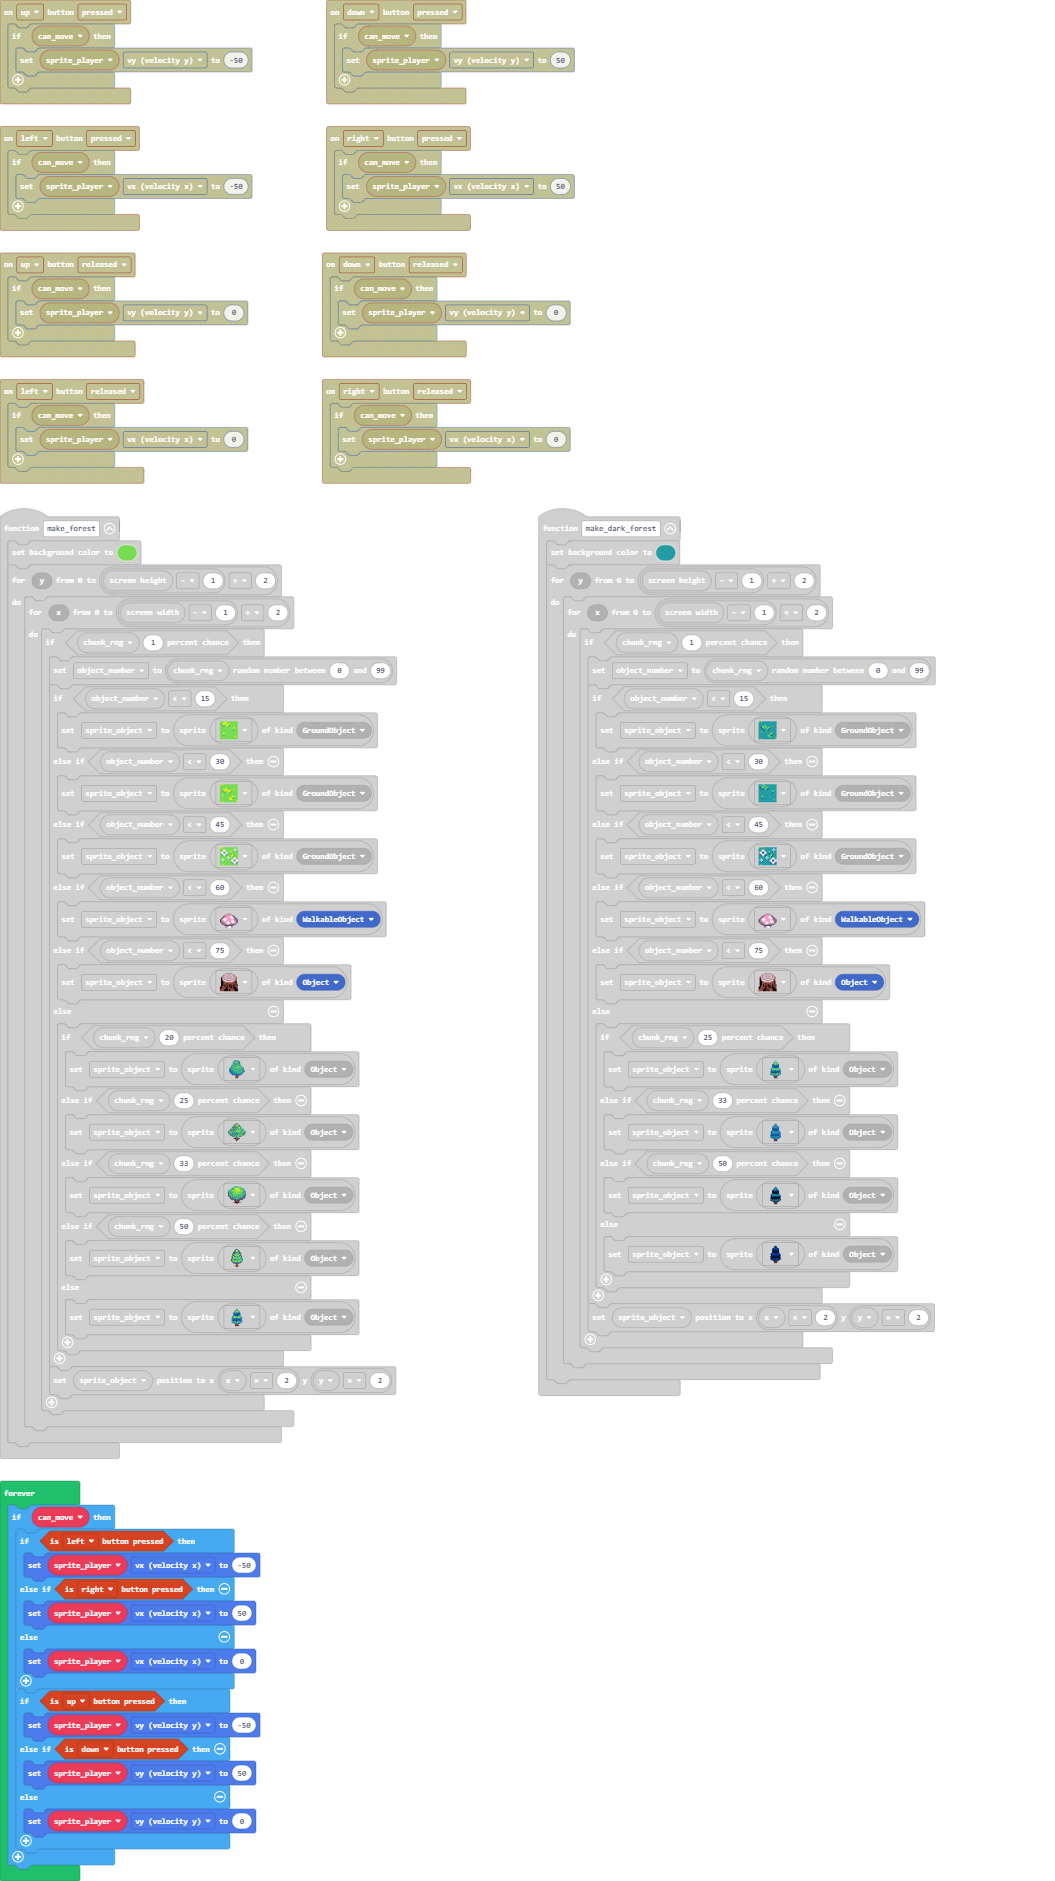 on up button pressed
if can_move then
set sprite_player vy (velocity y) to -50
on down button pressed
if can_move then
set sprite_player vy (velocity y) to 50
on left button pressed
if can_move then
set sprite_player vx (velocity x) to -50
on right button pressed
if can_move then
set sprite_player vx (velocity x) to 50
on up button released
if can_move then
set sprite_player vy (velocity y) to 0
on down button released
if can_move then
set sprite_player vy (velocity y) to 0
on left button released
if can_move then
set sprite_player vx (velocity x) to 0
on right button released
if can_move then
set sprite_player vx (velocity x) to 0
function make_forest
set background color to
for y from 0 to screen height - 1 ÷ 2
do
for x from 0 to screen width - 1 ÷ 2
do
if chunk_rng 1 percent chance then
set object_number to chunk_rng random number between 0 and 99
if object_number < 15 then
set sprite_object to sprite of kind GroundObject
else if object_number < 30 then
set sprite_object to sprite of kind GroundObject
else if object_number < 45 then
set sprite_object to sprite of kind GroundObject
else if object_number < 60 then
set sprite_object to sprite of kind WalkableObject
else if object_number < 75 then
set sprite_object to sprite of kind Object
else
if chunk_rng 20 percent chance then
set sprite_object to sprite of kind Object
else if chunk_rng 25 percent chance then
set sprite_object to sprite of kind Object
else if chunk_rng 33 percent chance then
set sprite_object to sprite of kind Object
else if chunk_rng 50 percent chance then
set sprite_object to sprite of kind Object
else
set sprite_object to sprite of kind Object
set sprite_object position to x x × 2 y y × 2
function make_dark_forest
set background color to
for y from 0 to screen height - 1 ÷ 2
do
for x from 0 to screen width - 1 ÷ 2
do
if chunk_rng 1 percent chance then
set object_number to chunk_rng random number between 0 and 99
if object_number < 15 then
set sprite_object to sprite of kind GroundObject
else if object_number < 30 then
set sprite_object to sprite of kind GroundObject
else if object_number < 45 then
set sprite_object to sprite of kind GroundObject
else if object_number < 60 then
set sprite_object to sprite of kind WalkableObject
else if object_number < 75 then
set sprite_object to sprite of kind Object
else
if chunk_rng 25 percent chance then
set sprite_object to sprite of kind Object
else if chunk_rng 33 percent chance then
set sprite_object to sprite of kind Object
else if chunk_rng 50 percent chance then
set sprite_object to sprite of kind Object
else
set sprite_object to sprite of kind Object
set sprite_object position to x x × 2 y y × 2
forever
if can_move then
if is left button pressed then
set sprite_player vx (velocity x) to -50
else if is right button pressed then
set sprite_player vx (velocity x) to 50
else
set sprite_player vx (velocity x) to 0
if is up button pressed then
set sprite_player vy (velocity y) to -50
else if is down button pressed then
set sprite_player vy (velocity y) to 50
else
set sprite_player vy (velocity y) to 0